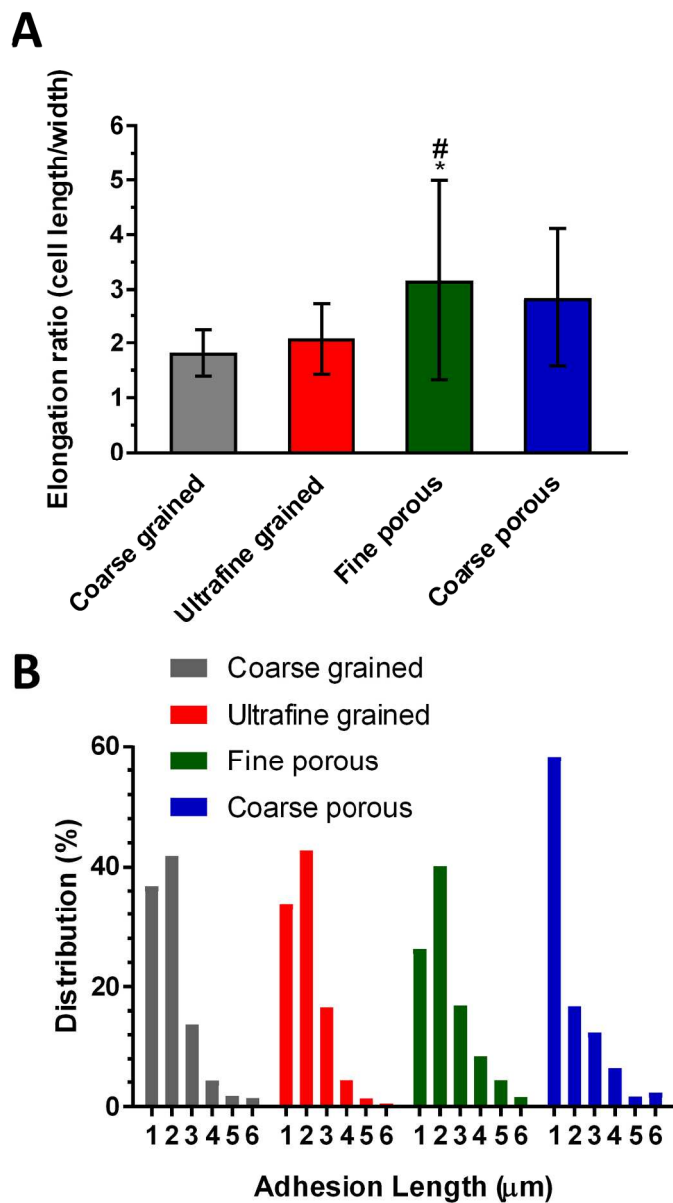 A
Elongation ratio (cell length/width)
6
5
4
3
2
1
0
#
*
Coarse grained
Ultrafine grained
Fine porous
Coarse porous
B
Coarse grained
Ultrafine grained
Fine porous
Coarse porous
Distribution (%)
60
40
20
0
1 2 3 4 5 6 1 2 3 4 5 6 1 2 3 4 5 6 1 2 3 4 5 6
Adhesion Length (μm)